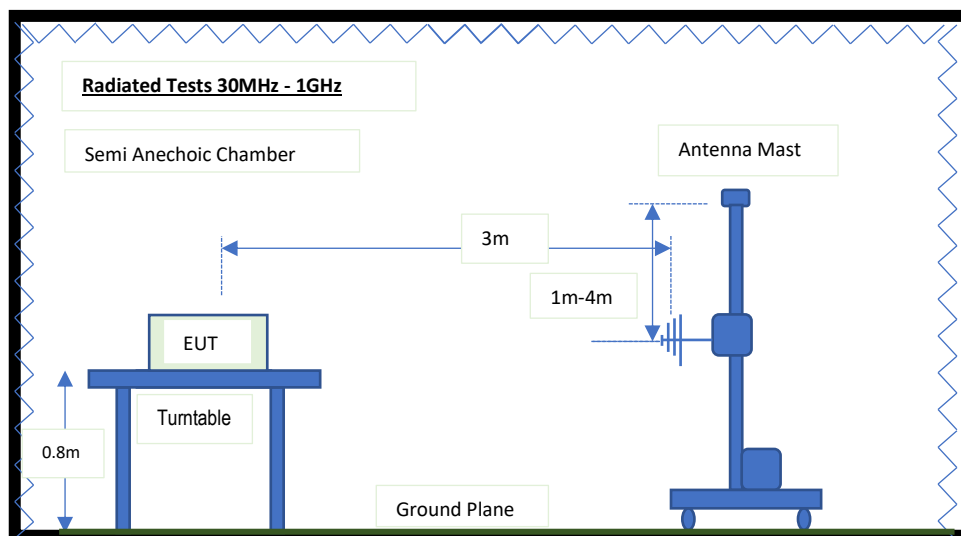 Radiated Tests 30MHz - 1GHz
Semi Anechoic Chamber
Antenna Mast
3m
1m-4m
EUT
Turntable
0.8m
Ground Plane